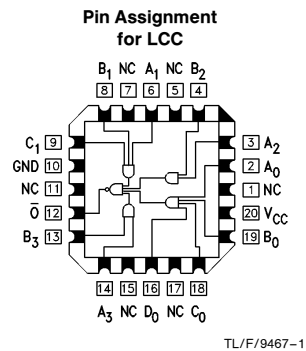 Pin Assignment
for LCC
B1 NC A1 NC B2
8 7 6 5 4
C1 9
GND 10
NC 11
O̅ 12
B3 13
3 A2
2 A0
1 NC
20 VCC
19 B0
14 15 16 17 18
A3 NC D0 NC C0
TL/F/9467–1